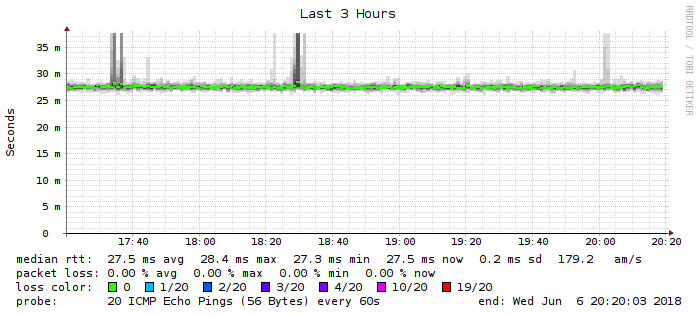 Last 3 Hours
RRDTOOL / TOBI OETIKER
Seconds
35 m
30 m
25 m
20 m
15 m
10 m
5 m
0
17:40 18:00 18:20 18:40 19:00 19:20 19:40 20:00 20:20
median rtt: 27.5 ms avg 28.4 ms max 27.3 ms min 27.5 ms now 0.2 ms sd 179.2 am/s
packet loss: 0.00 % avg 0.00 % max 0.00 % min 0.00 % now
loss color: 0 1/20 2/20 3/20 4/20 10/20 19/20
probe: 20 ICMP Echo Pings (56 Bytes) every 60s end: Wed Jun 6 20:20:03 2018